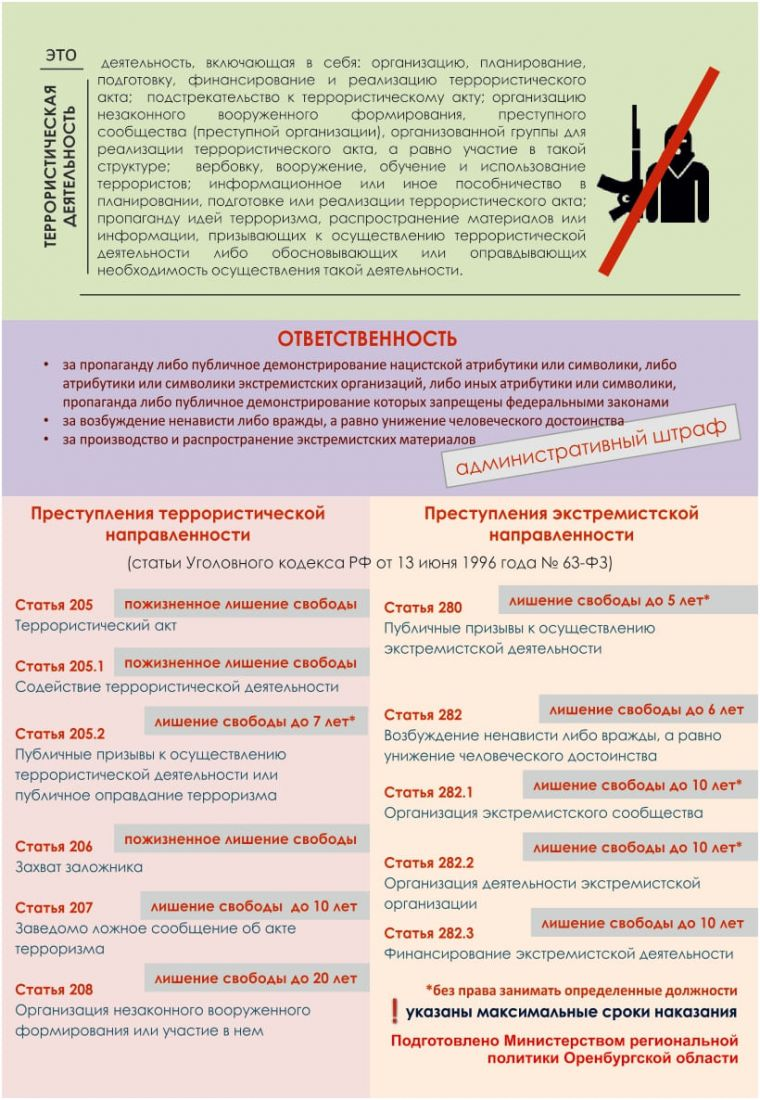 ЭТО
ТЕРРОРИСТИЧЕСКАЯ
ДЕЯТЕЛЬНОСТЬ
деятельность, включающая в себя: организацию, планирование,
подготовку, финансирование и реализацию террористического
акта; подстрекательство к террористическому акту; организацию
незаконного вооруженного формирования, преступного
сообщества (преступной организации), организованной группы для
реализации террористического акта, а равно участие в такой
структуре; вербовку, вооружение, обучение и использование
террористов; информационное или иное пособничество в
планировании, подготовке или реализации террористического акта;
пропаганду идей терроризма, распространение материалов или
информации, призывающих к осуществлению террористической
деятельности либо обосновывающих или оправдывающих
необходимость осуществления такой деятельности.
ОТВЕТСТВЕННОСТЬ
• за пропаганду либо публичное демонстрирование нацистской атрибутики или символики, либо
атрибутики или символики экстремистских организаций, либо иных атрибутики или символики,
пропаганда либо публичное демонстрирование которых запрещены федеральными законами
• за возбуждение ненависти либо вражды, а равно унижение человеческого достоинства
• за производство и распространение экстремистских материалов
административный штраф
Преступления террористической
направленности
Преступления экстремистской
направленности
(статьи Уголовного кодекса РФ от 13 июня 1996 года № 63-ФЗ)
Статья 205 пожизненное лишение свободы
Террористический акт
Статья 205.1 пожизненное лишение свободы
Содействие террористической деятельности
лишение свободы до 7 лет*
Статья 205.2
Публичные призывы к осуществлению
террористической деятельности или
публичное оправдание терроризма
Статья 206 пожизненное лишение свободы
Захват заложника
Статья 207 лишение свободы до 10 лет
Заведомо ложное сообщение об акте
терроризма
Статья 208 лишение свободы до 20 лет
Организация незаконного вооруженного
формирования или участие в нем
Статья 280 лишение свободы до 5 лет*
Публичные призывы к осуществлению
экстремистской деятельности
Статья 282 лишение свободы до 6 лет
Возбуждение ненависти либо вражды, а равно
унижение человеческого достоинства
Статья 282.1 лишение свободы до 10 лет*
Организация экстремистского сообщества
Статья 282.2 лишение свободы до 10 лет*
Организация деятельности экстремистской
организации
Статья 282.3 лишение свободы до 10 лет
Финансирование экстремистской деятельности
*без права занимать определенные должности
! указаны максимальные сроки наказания
Подготовлено Министерством региональной
политики Оренбургской области